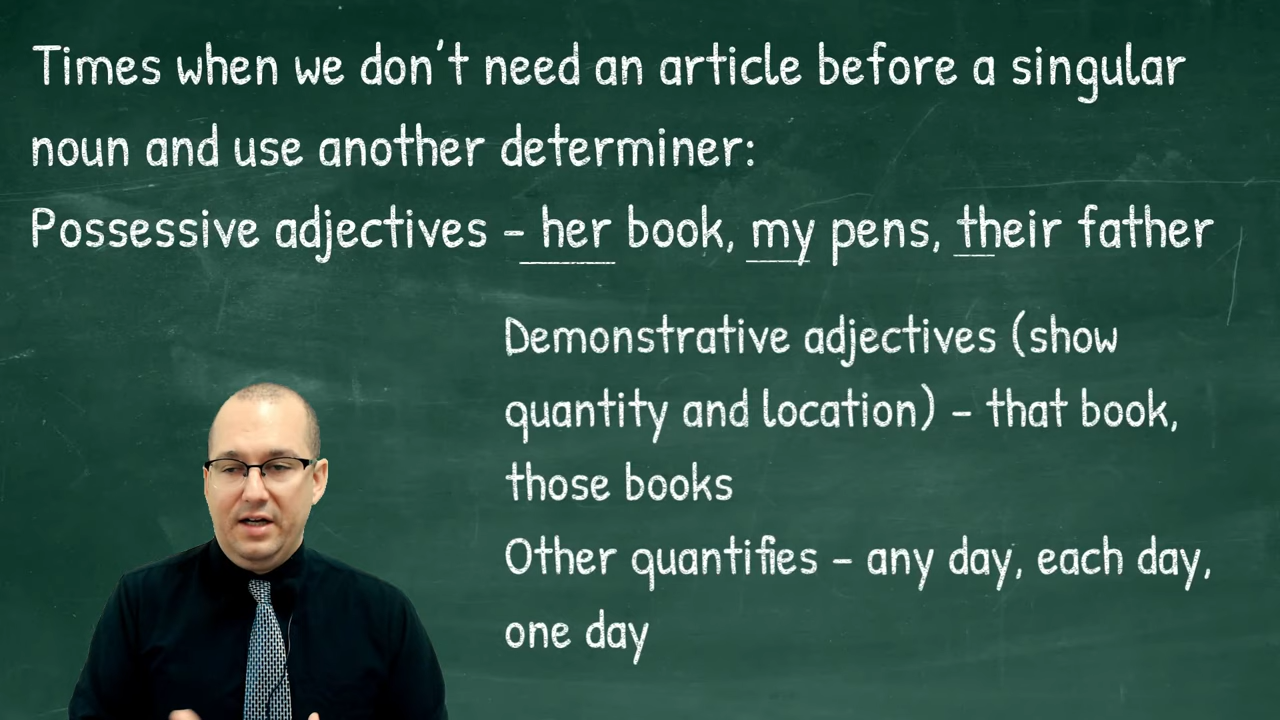 Times when we don't need an article before a singular
noun and use another determiner:
Possessive adjectives – her book, my pens, their father
Demonstrative adjectives (show
quantity and location) – that book,
those books
Other quantifies – any day, each day,
one day